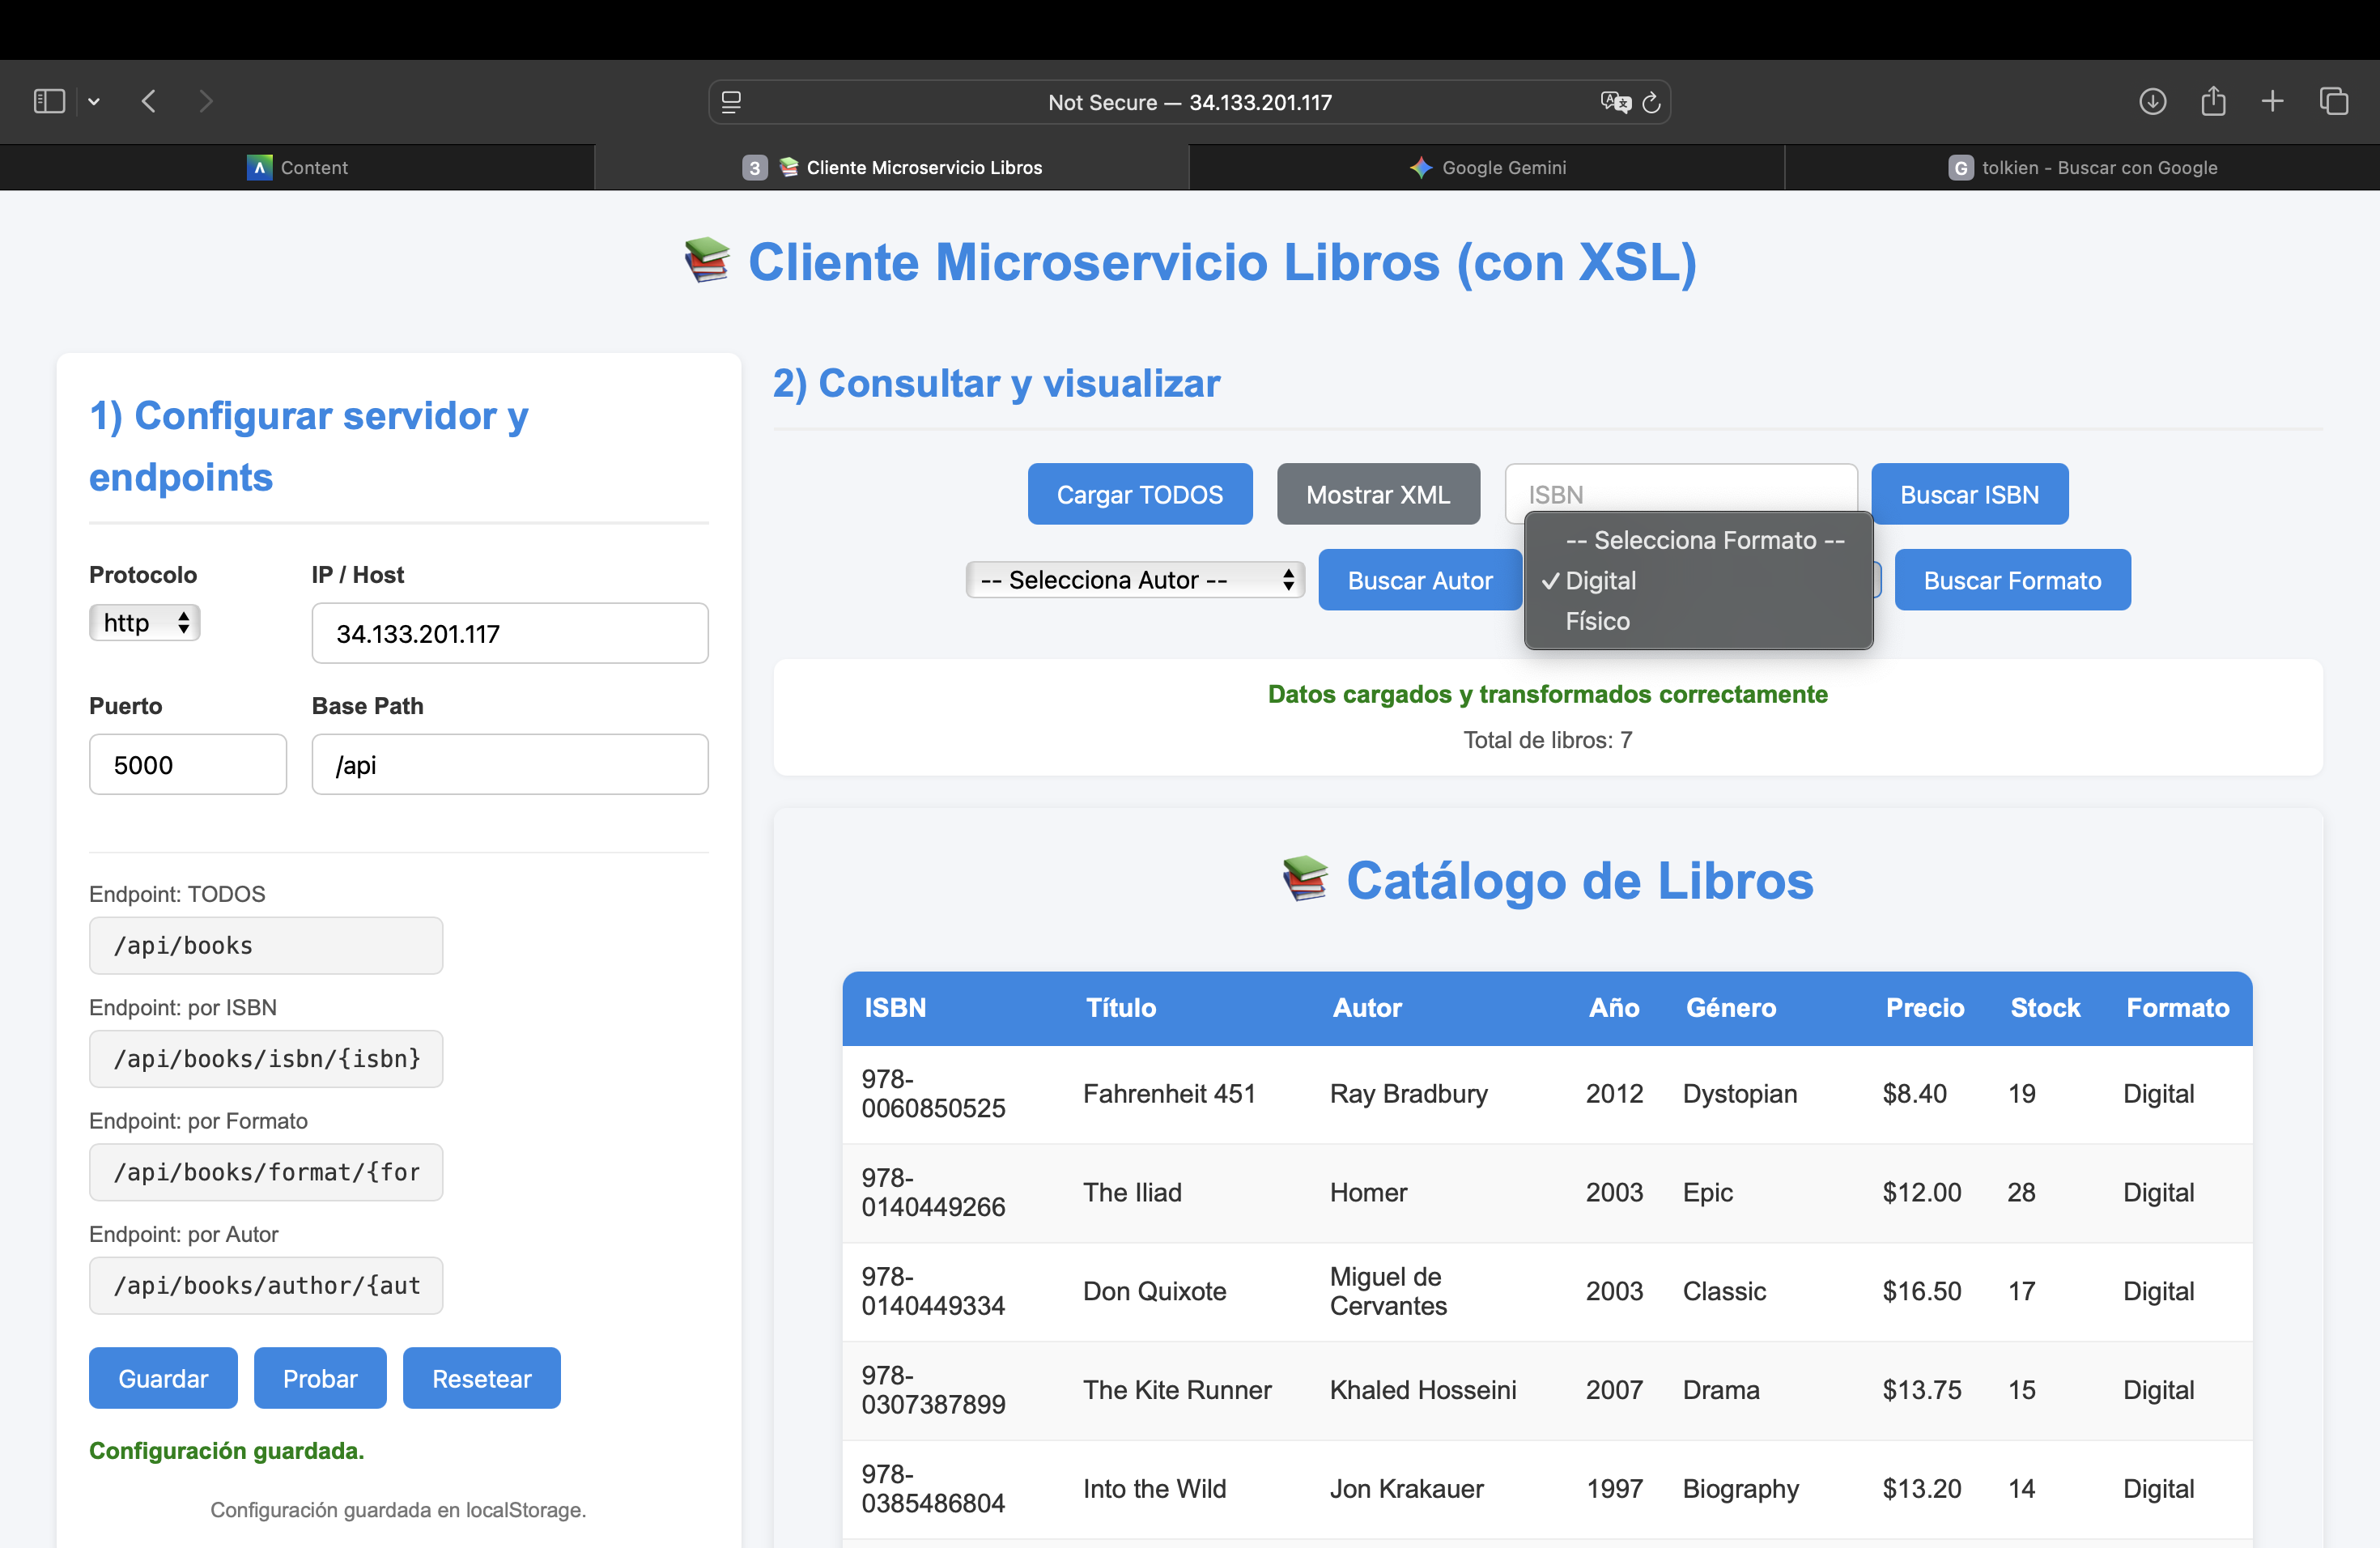 Not Secure — 34.133.201.117
Content
3 Cliente Microservicio Libros
Google Gemini
G tolkien - Buscar con Google
Cliente Microservicio Libros (con XSL)
1) Configurar servidor y
endpoints
Protocolo
IP / Host
http
34.133.201.117
Puerto
Base Path
5000
/api
Endpoint: TODOS
/api/books
Endpoint: por ISBN
/api/books/isbn/{isbn}
Endpoint: por Formato
/api/books/format/{for
Endpoint: por Autor
/api/books/author/{aut
Guardar
Probar
Resetear
Configuración guardada.
Configuración guardada en localStorage.
2) Consultar y visualizar
Cargar TODOS
Mostrar XML
ISBN
Buscar ISBN
-- Selecciona Autor --
Buscar Autor
-- Selecciona Formato --
✓ Digital
Físico
Buscar Formato
Datos cargados y transformados correctamente
Total de libros: 7
Catálogo de Libros
ISBN Título Autor Año Género Precio Stock Formato
978-
0060850525 Fahrenheit 451 Ray Bradbury 2012 Dystopian $8.40 19 Digital
978-
0140449266 The Iliad Homer 2003 Epic $12.00 28 Digital
978-
0140449334 Don Quixote Miguel de
Cervantes 2003 Classic $16.50 17 Digital
978-
0307387899 The Kite Runner Khaled Hosseini 2007 Drama $13.75 15 Digital
978-
0385486804 Into the Wild Jon Krakauer 1997 Biography $13.20 14 Digital